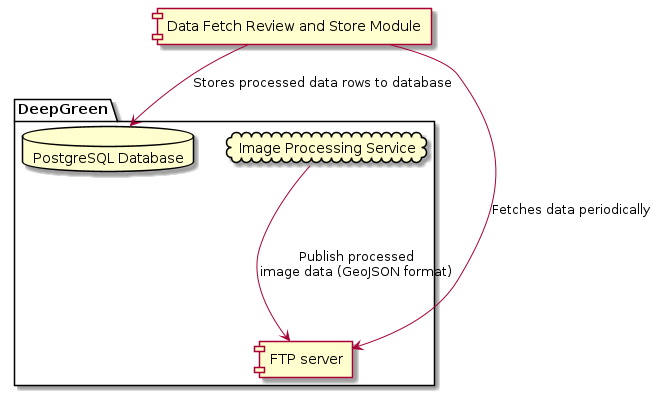 Data Fetch Review and Store Module
Stores processed data rows to database
DeepGreen
PostgreSQL Database
Image Processing Service
Fetches data periodically
Publish processed
image data (GeoJSON format)
FTP server